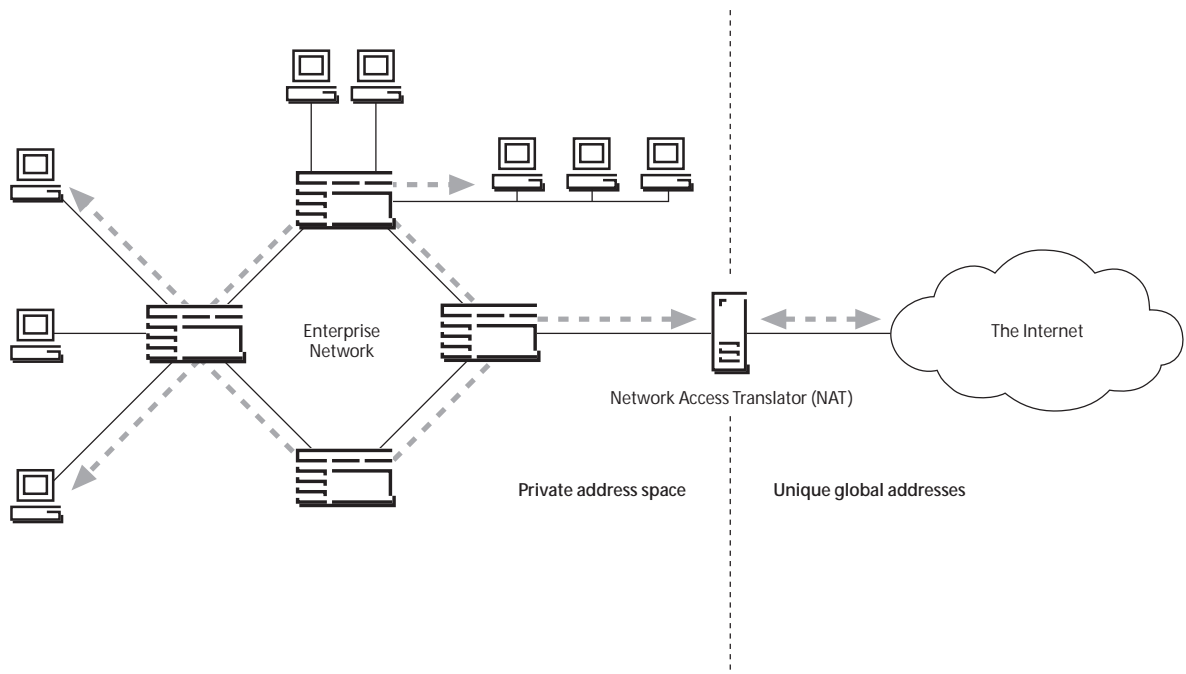 Enterprise
Network
The Internet
Network Access Translator (NAT)
Private address space
Unique global addresses